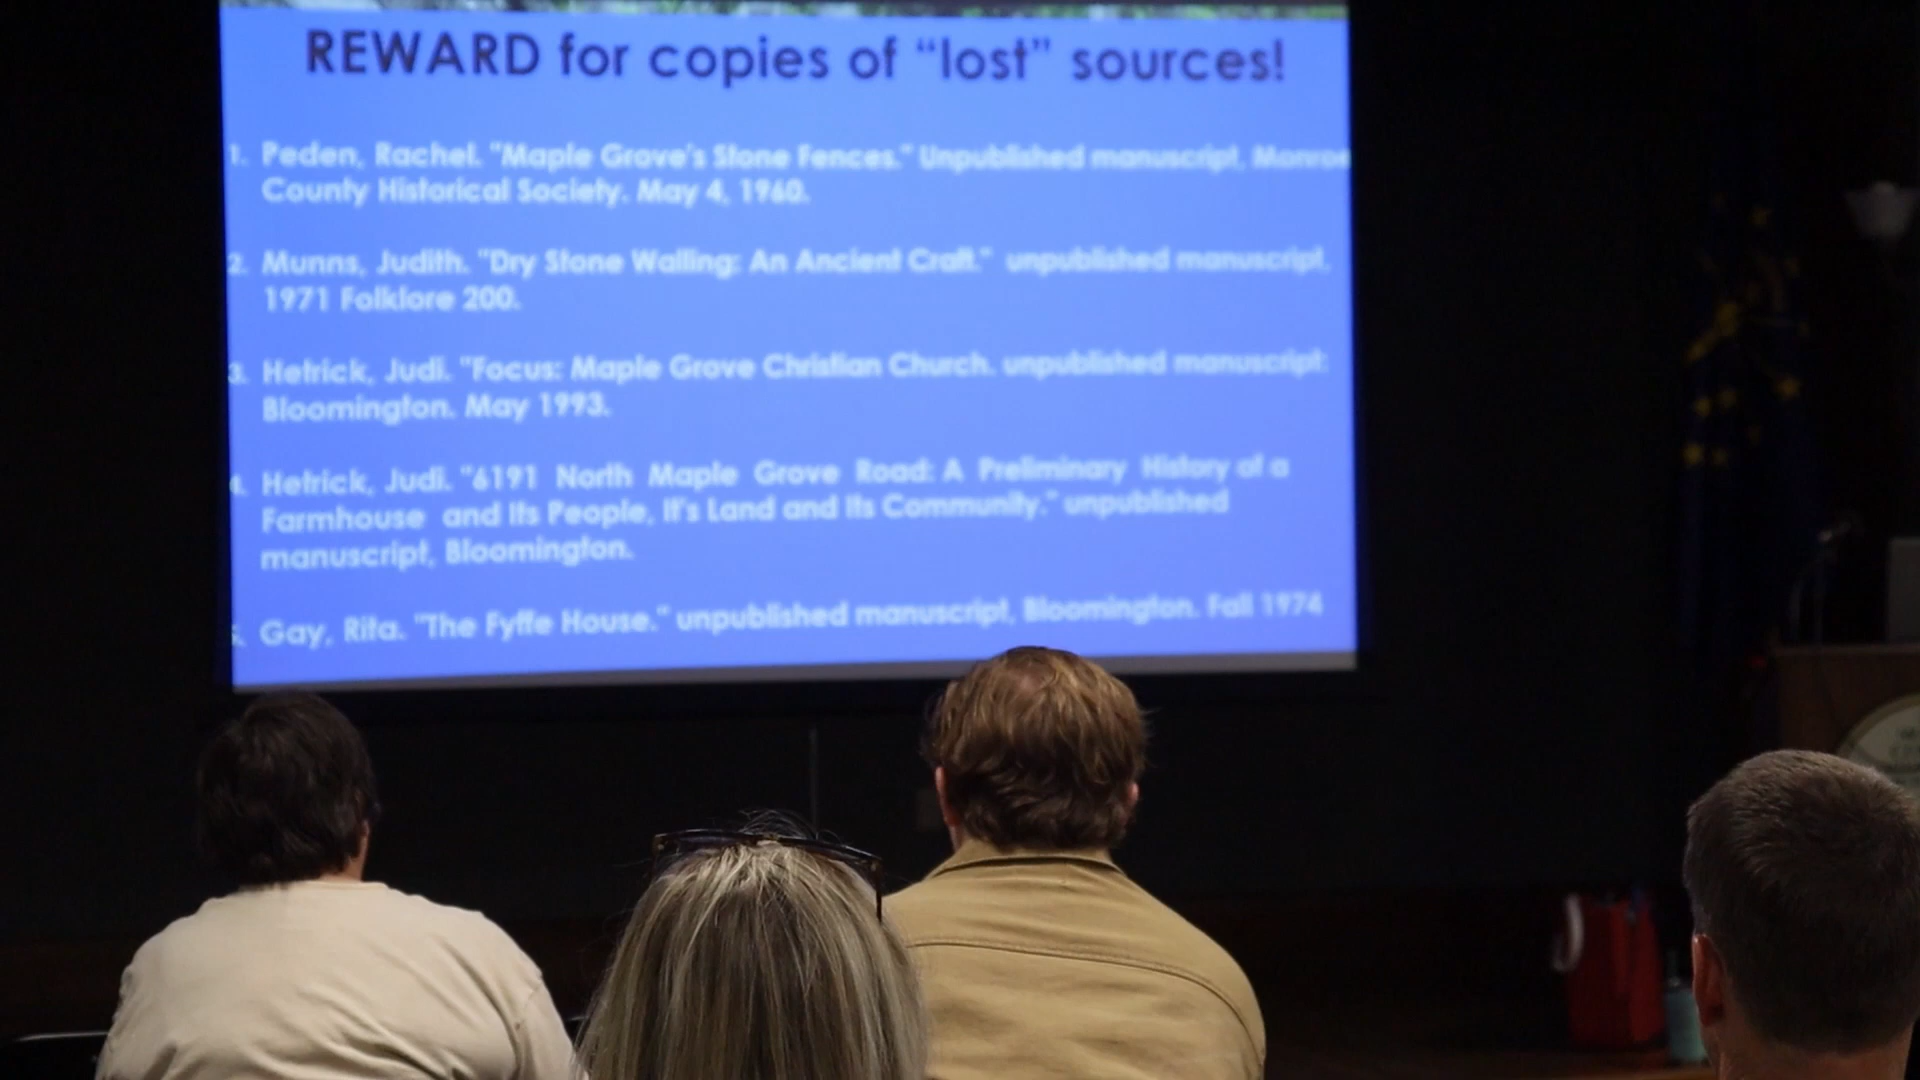 REWARD for copies of “lost” sources!
1. Peden, Rachel. "Maple Grove's Stone Fences." Unpublished manuscript, Monroe
County Historical Society. May 4, 1960.
2. Munns, Judith. "Dry Stone Walling: An Ancient Craft." unpublished manuscript,
1971 Folklore 200.
3. Hetrick, Judi. "Focus: Maple Grove Christian Church. unpublished manuscript:
Bloomington. May 1993.
4. Hetrick, Judi. "6191 North Maple Grove Road: A Preliminary History of a
Farmhouse and Its People, It's Land and Its Community." unpublished
manuscript, Bloomington.
5. Gay, Rita. "The Fyffe House." unpublished manuscript, Bloomington. Fall 1974